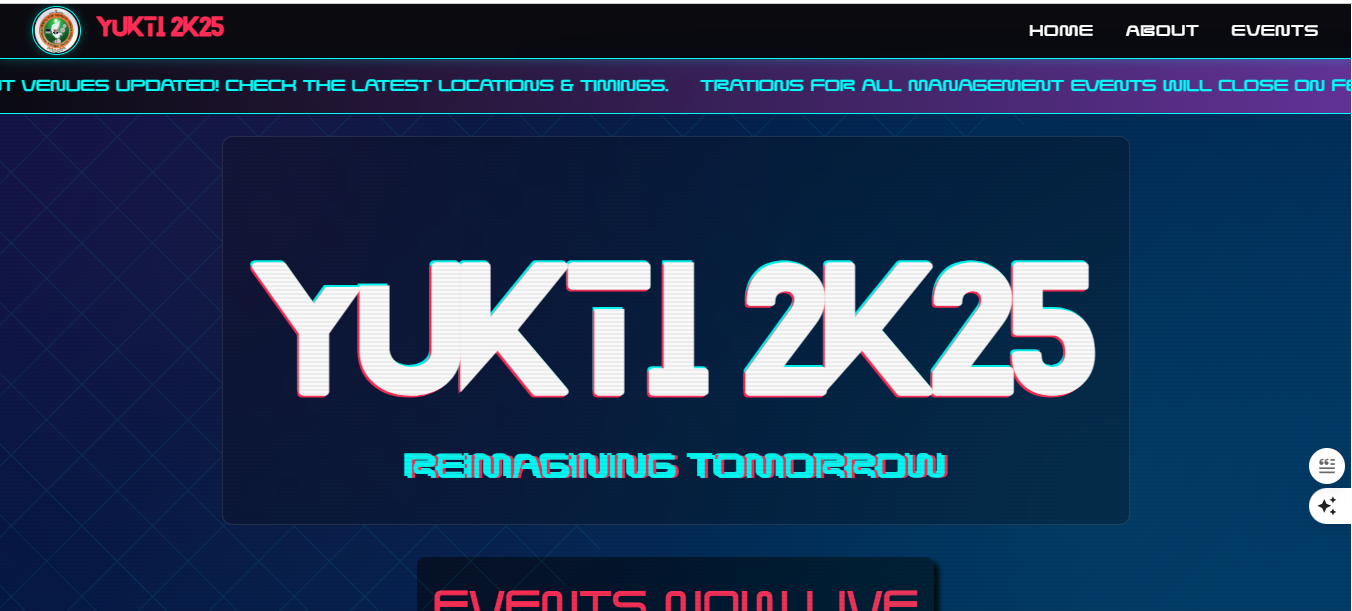 YUKTI 2K25
HOME ABOUT EVENTS
VENUES UPDATED! CHECK THE LATEST LOCATIONS & TIMINGS. TRATIONS FOR ALL MANAGEMENT EVENTS WILL CLOSE ON
YUKTI 2K25
REIMAGINING TOMORROW
EVENTS NOW LIVE